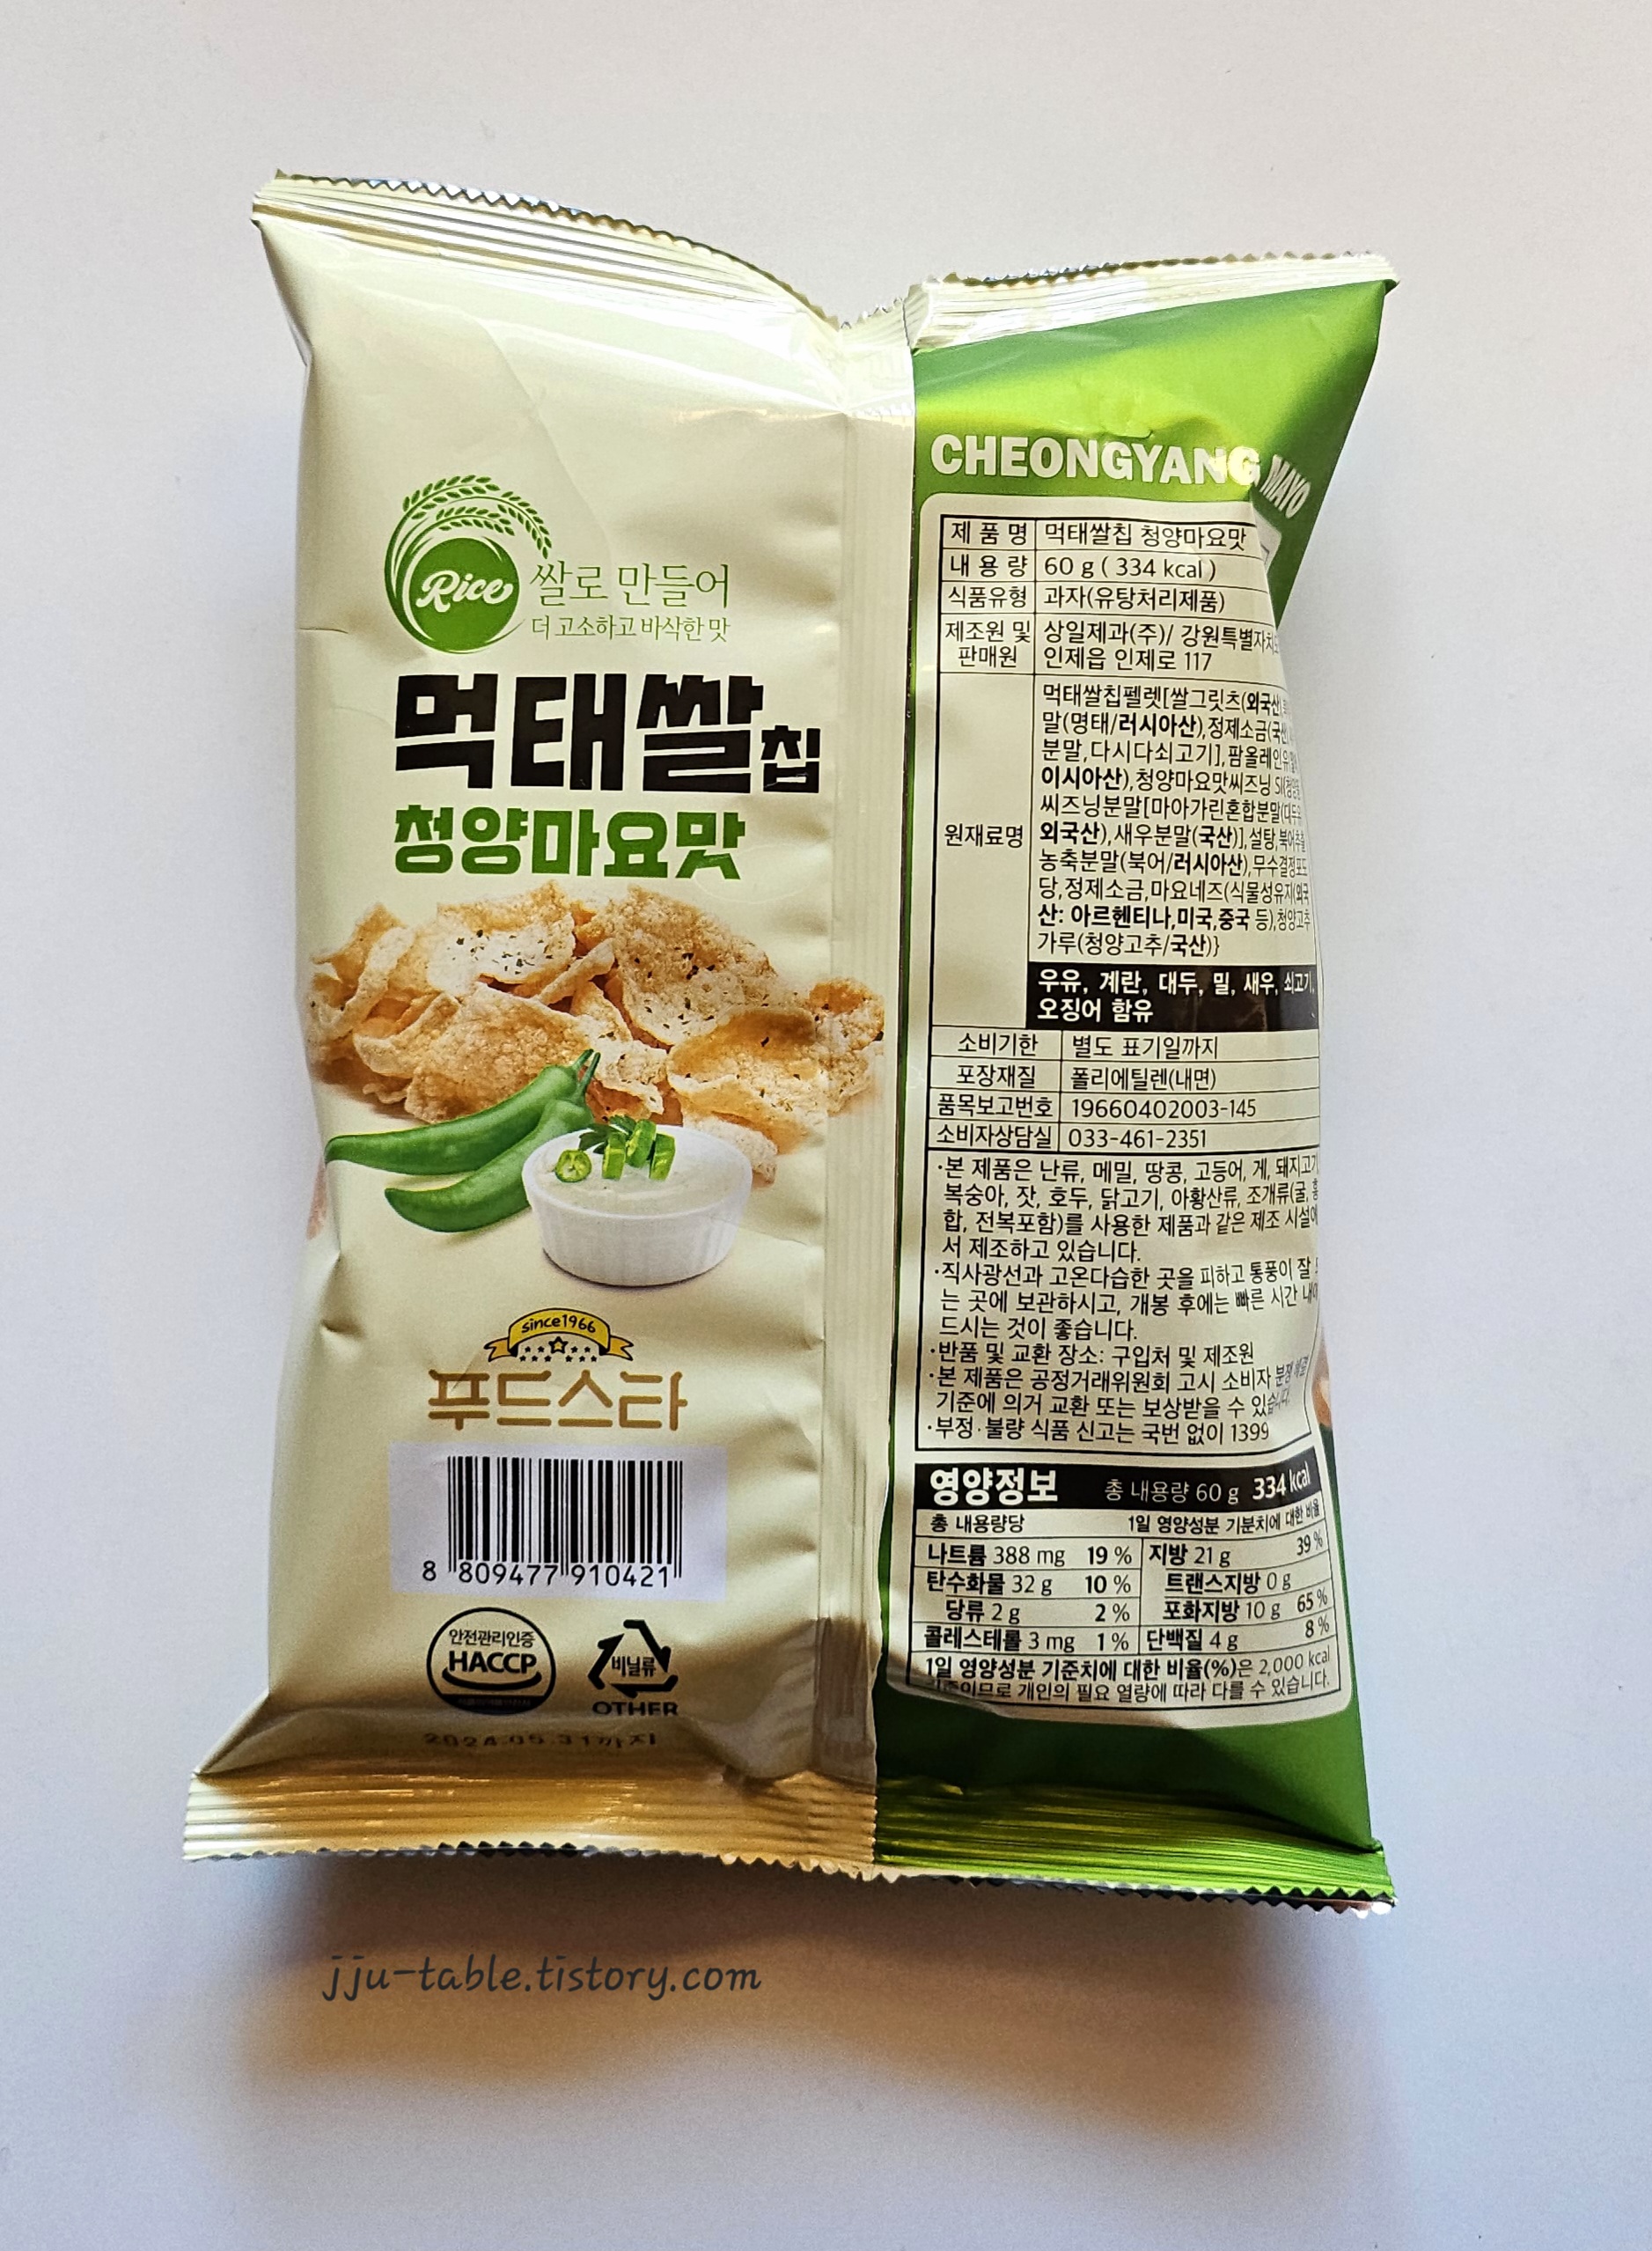 Rice
쌀로 만들어
더 고소하고 바삭한 맛
먹태쌀칩
청양마요맛
since1966
푸드스타
8 809477 910421
안전관리인증
HACCP
비닐류
OTHER
2024.05.31까지
CHEONGYANG MAYO
제품명 먹태쌀칩 청양마요맛
내용량 60 g ( 334 kcal )
식품유형 과자(유탕처리제품)
제조원 및 판매원 상일제과(주)/ 강원특별자치
인제읍 인제로 117
원재료명
먹태쌀칩펠렛[쌀그릿츠(외국산)
말(명태/러시아산),정제소금(국산)
분말,다시다쇠고기],팜올레인유
이시아산),청양마요맛씨즈닝 SI
씨즈닝분말[마아가린혼합분말(대두유
외국산),새우분말(국산)],설탕,북어추출
농축분말(북어/러시아산),무수결정포도
당,정제소금,마요네즈(식물성유지(외국
산: 아르헨티나,미국,중국 등),청양고추
가루(청양고추/국산)}
우유, 계란, 대두, 밀, 새우, 쇠고기,
오징어 함유
소비기한 별도 표기일까지
포장재질 폴리에틸렌(내면)
품목보고번호 19660402003-145
소비자상담실 033-461-2351
·본 제품은 난류, 메밀, 땅콩, 고등어, 게, 돼지고기
복숭아, 잣, 호두, 닭고기, 아황산류, 조개류(굴, 홍
합, 전복포함)를 사용한 제품과 같은 제조 시설에
서 제조하고 있습니다.
·직사광선과 고온다습한 곳을 피하고 통풍이 잘
는 곳에 보관하시고, 개봉 후에는 빠른 시간 내에
드시는 것이 좋습니다.
·반품 및 교환 장소: 구입처 및 제조원
·본 제품은 공정거래위원회 고시 소비자 분쟁 해결
기준에 의거 교환 또는 보상받을 수 있습니다.
·부정·불량 식품 신고는 국번 없이 1399
영양정보 총 내용량 60 g 334 kcal
총 내용량당 1일 영양성분 기분치에 대한 비율
나트륨 388 mg 19 % 지방 21 g 39 %
탄수화물 32 g 10 % 트랜스지방 0 g
당류 2 g 2 % 포화지방 10 g 65 %
콜레스테롤 3 mg 1 % 단백질 4 g 8 %
1일 영양성분 기준치에 대한 비율(%)은 2,000 kcal
기준이므로 개인의 필요 열량에 따라 다를 수 있습니다.
jju-table.tistory.com